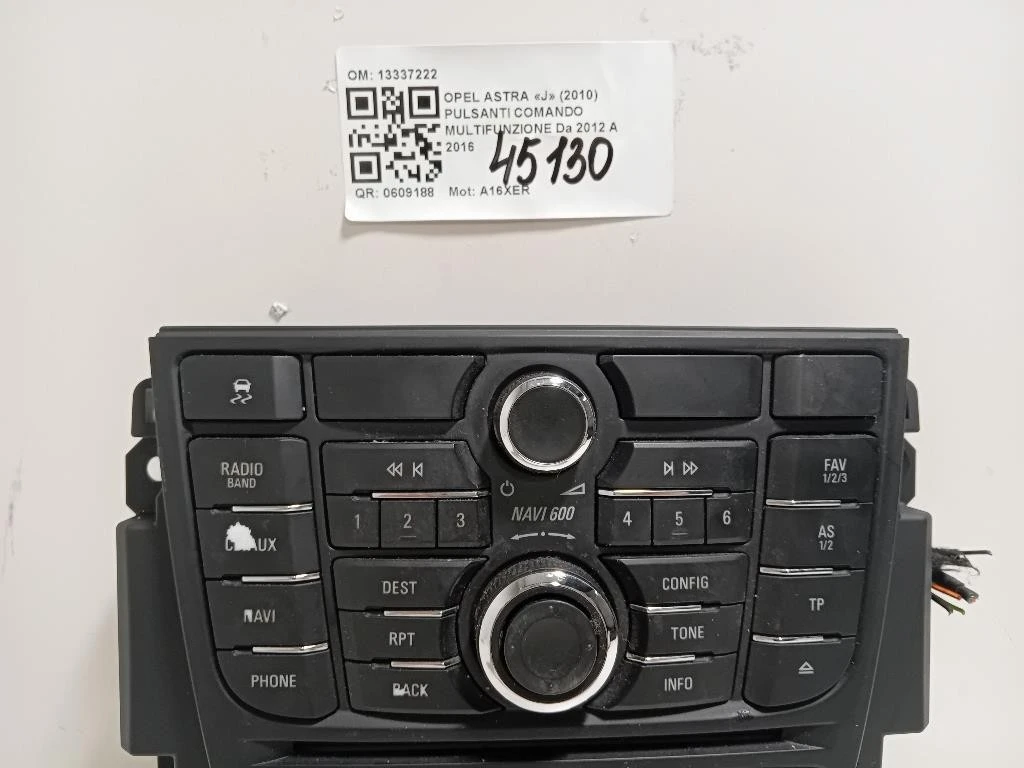 OM: 13337222
OPEL ASTRA «J» (2010)
PULSANTI COMANDO
MULTIFUNZIONE Da 2012 A
2016
45130
QR: 0609188 Mot: A16XER
RADIO
BAND
FAV
1/2/3
1 2 3
NAVI 600
4 5 6
AUX
AS
1/2
DEST
CONFIG
NAVI
RPT
TONE
TP
PHONE
BACK
INFO